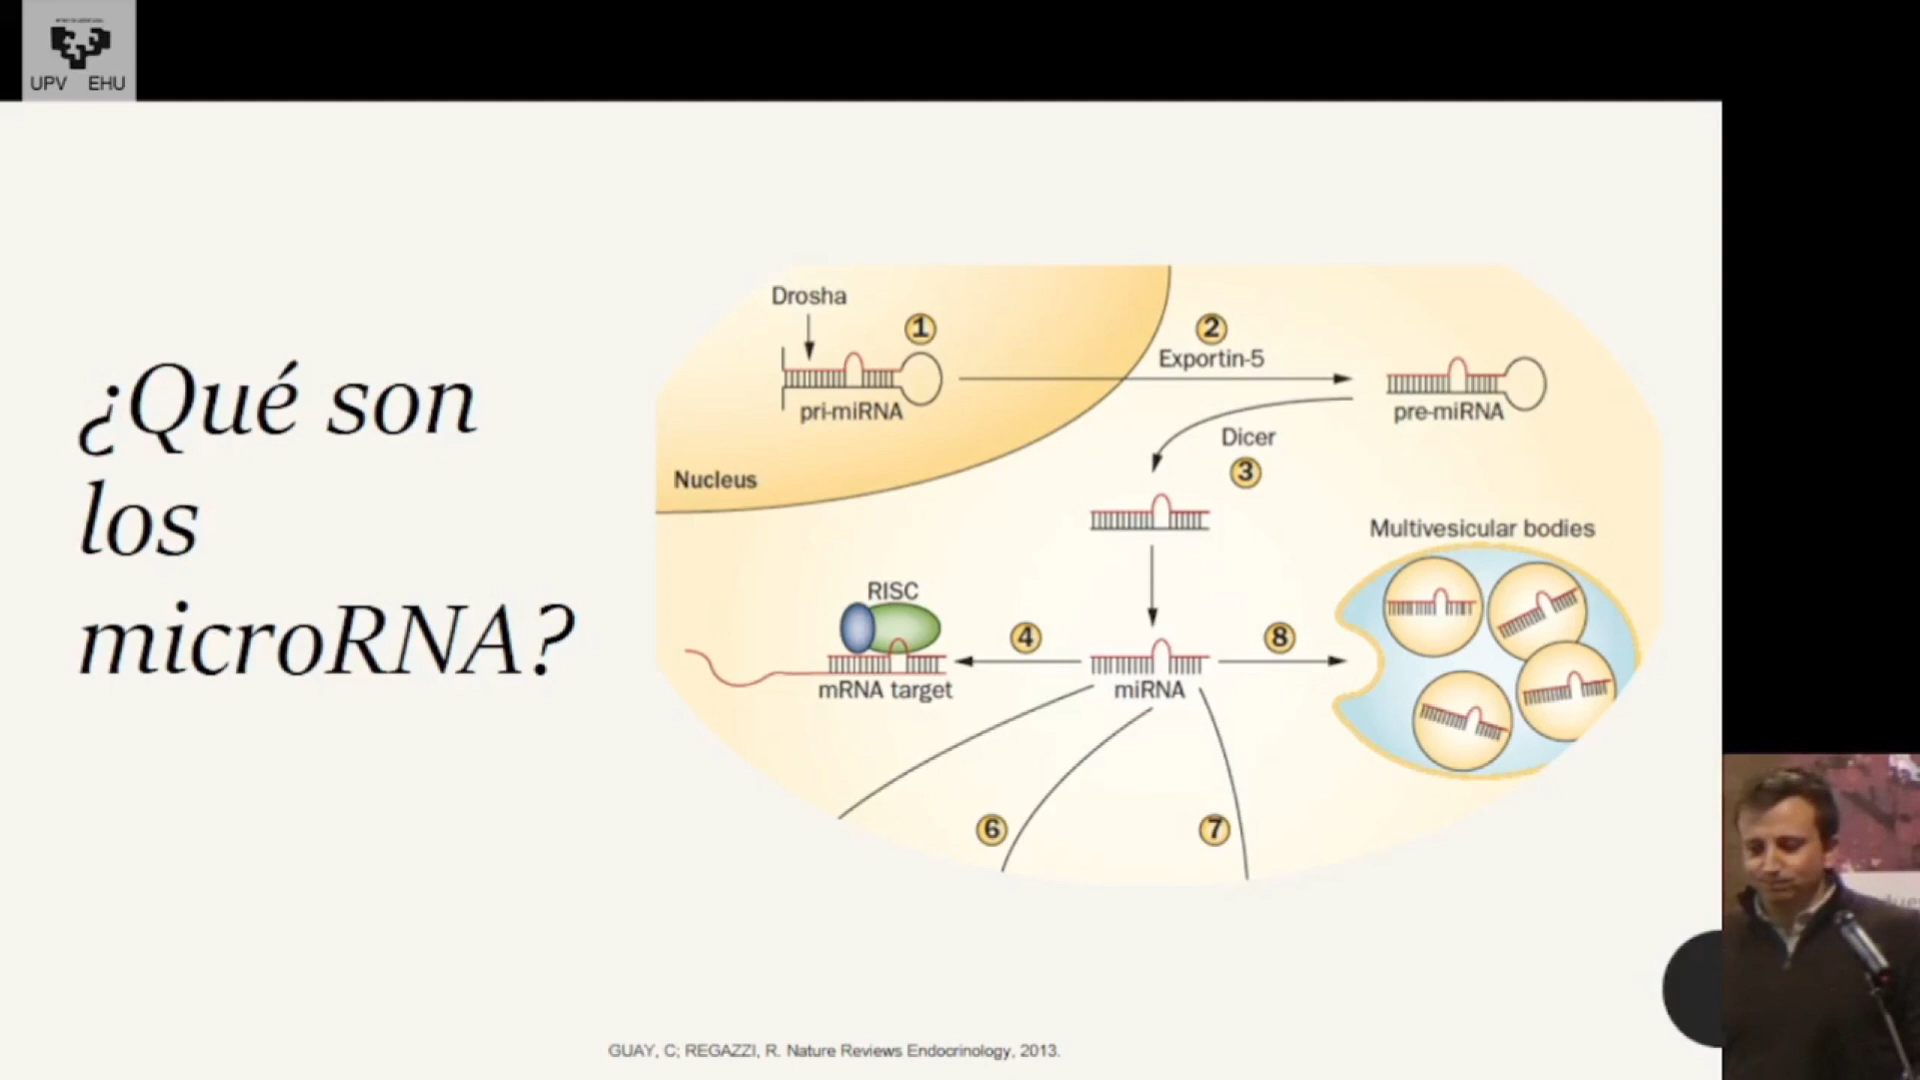 UPV EHU
¿Qué son
los
microRNA?
Drosha
1
pri-miRNA
Nucleus
2
Exportin-5
pre-miRNA
Dicer
3
Multivesicular bodies
RISC
4
mRNA target
miRNA
8
6
7
GUAY, C; REGAZZI, R. Nature Reviews Endocrinology, 2013.